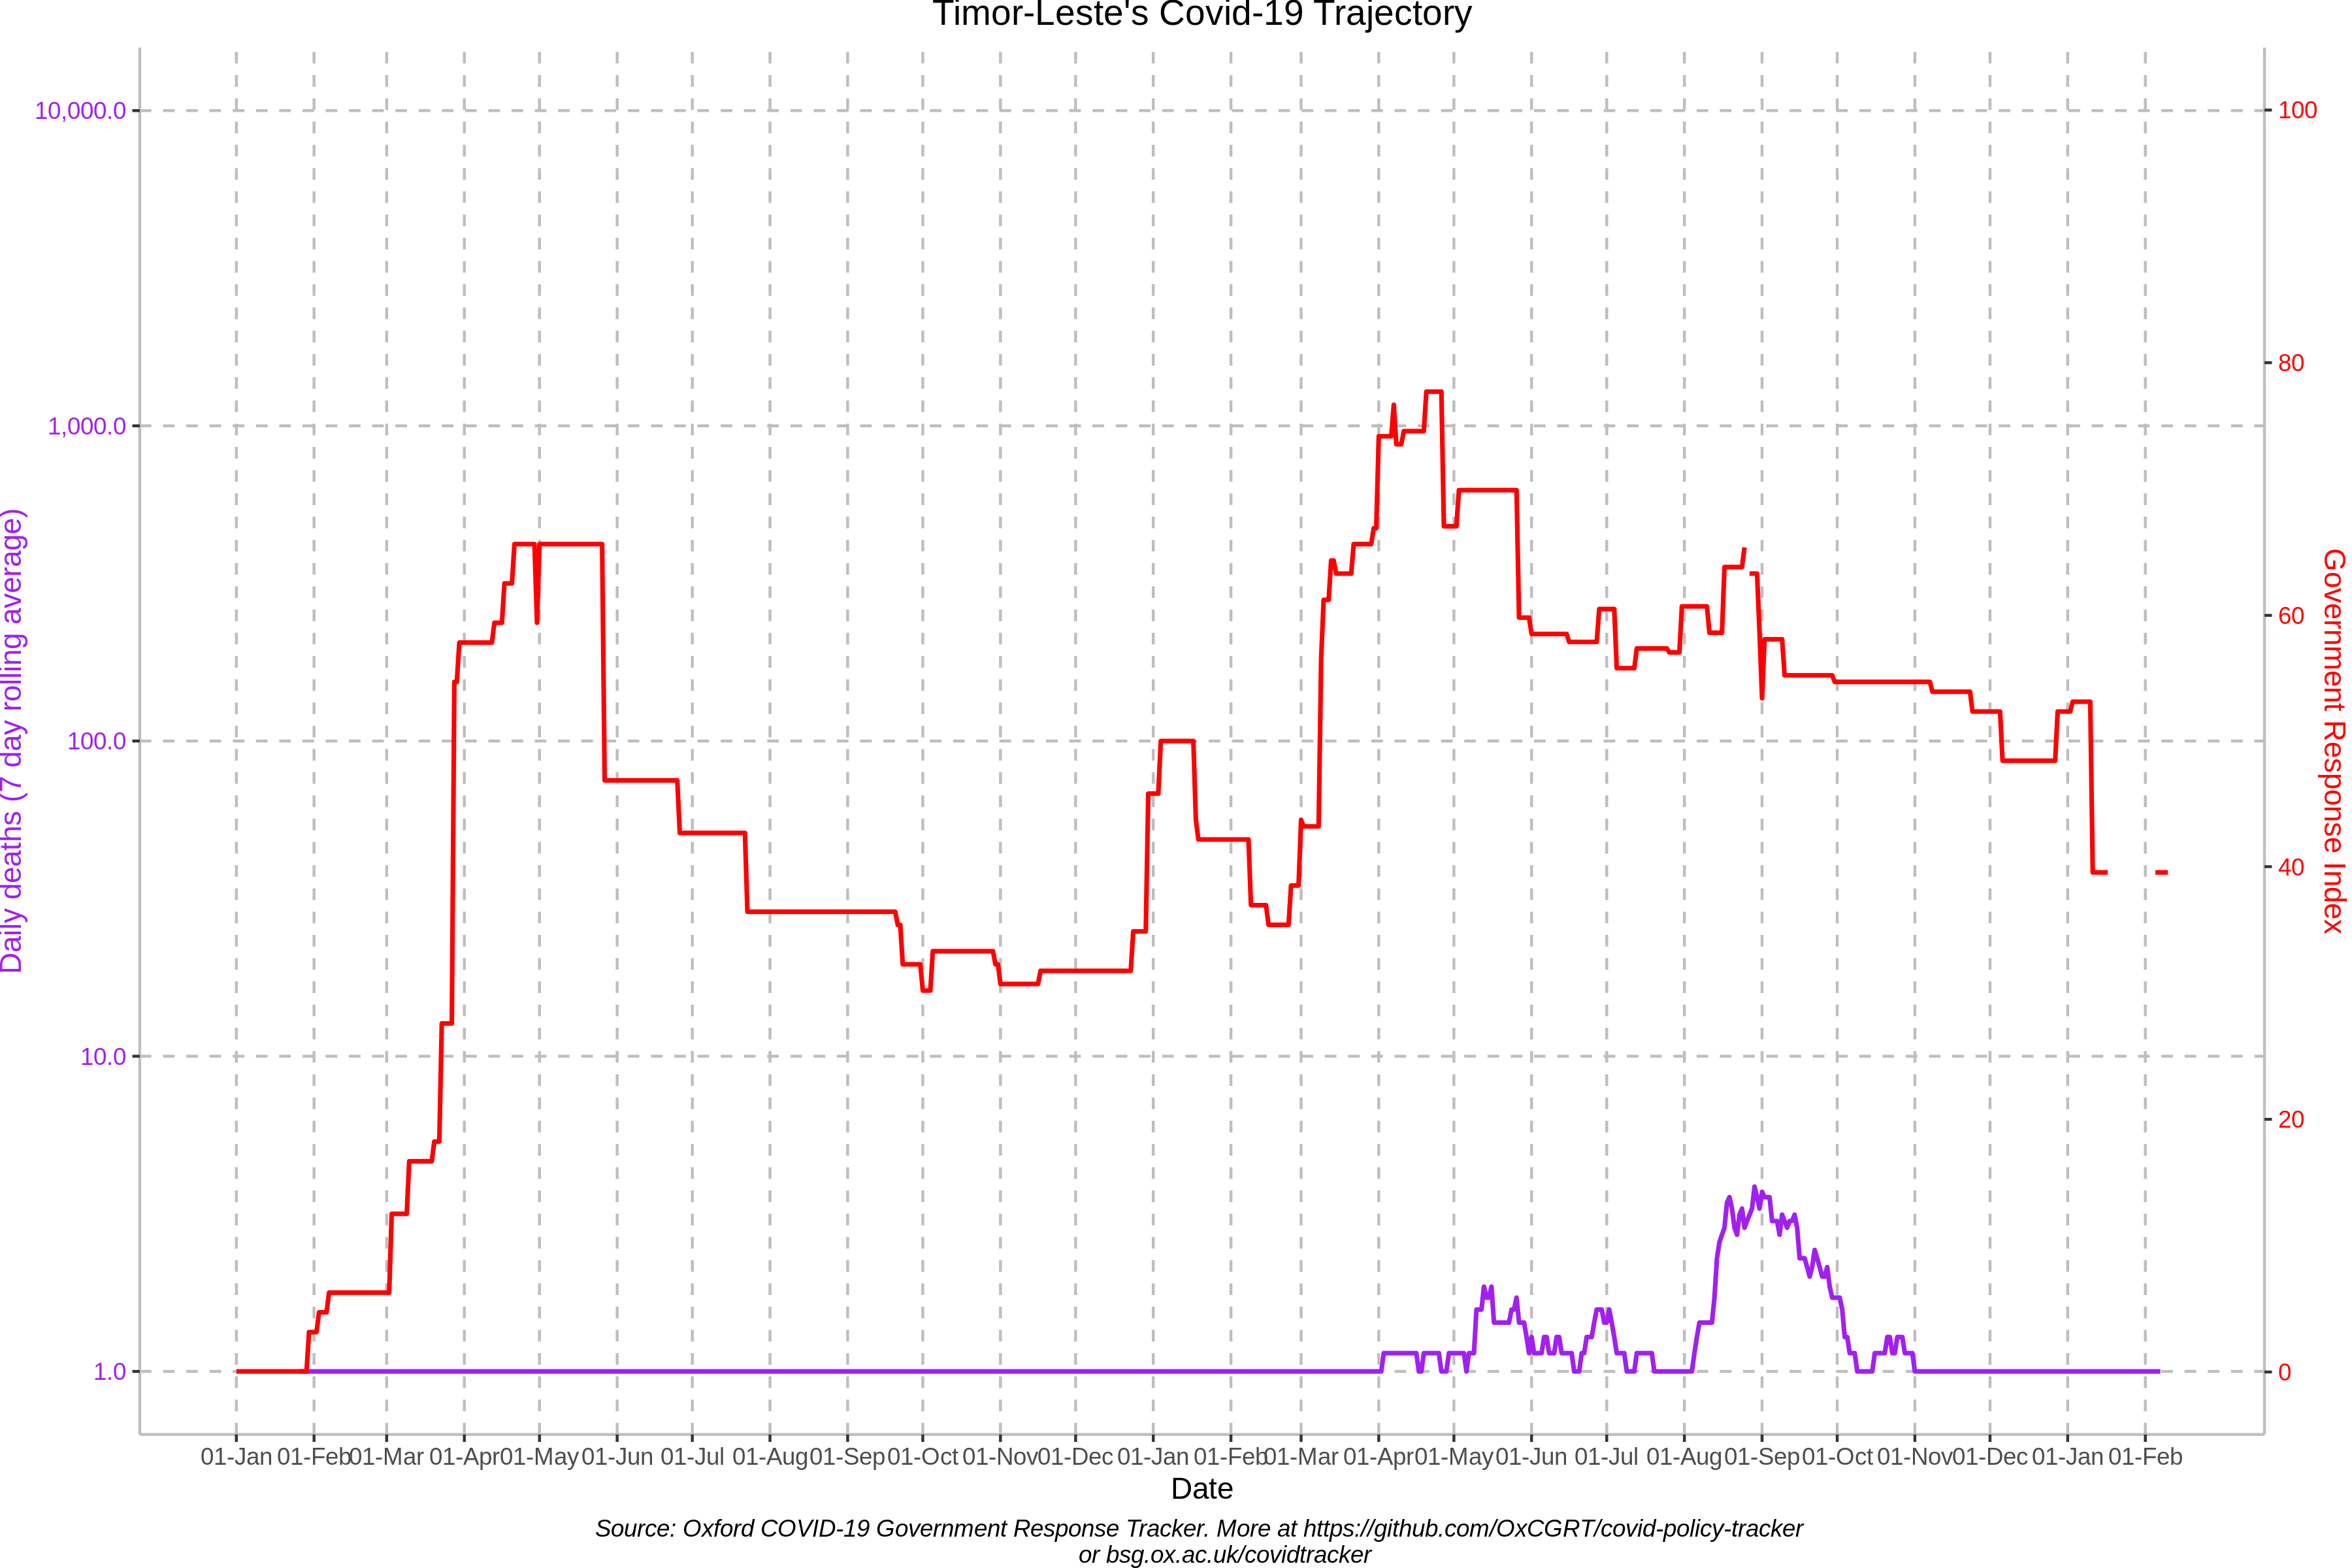 Timor-Leste's Covid-19 Trajectory
Daily deaths (7 day rolling average)
10,000.0
1,000.0
100.0
10.0
1.0
100
80
60
40
20
0
Government Response Index
01-Jan 01-Feb 01-Mar 01-Apr 01-May 01-Jun 01-Jul 01-Aug 01-Sep 01-Oct 01-Nov 01-Dec 01-Jan 01-Feb 01-Mar 01-Apr 01-May 01-Jun 01-Jul 01-Aug 01-Sep 01-Oct 01-Nov 01-Dec 01-Jan 01-Feb
Date
Source: Oxford COVID-19 Government Response Tracker. More at https://github.com/OxCGRT/covid-policy-tracker
or bsg.ox.ac.uk/covidtracker